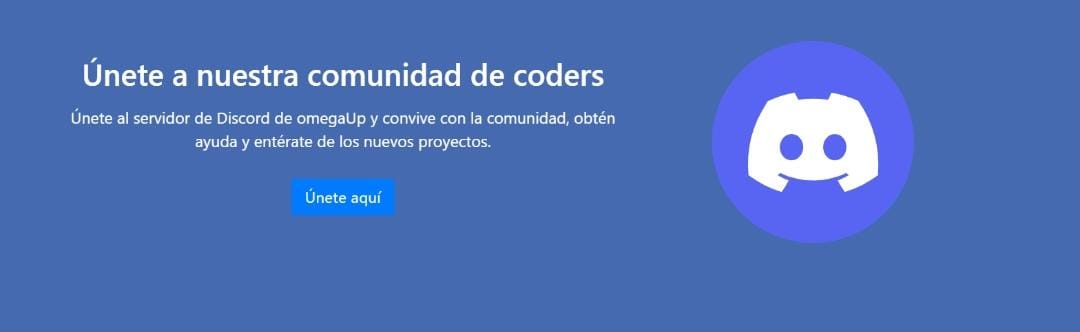 Únete a nuestra comunidad de coders
Únete al servidor de Discord de omegaUp y convive con la comunidad, obtén
ayuda y entérate de los nuevos proyectos.
Únete aquí